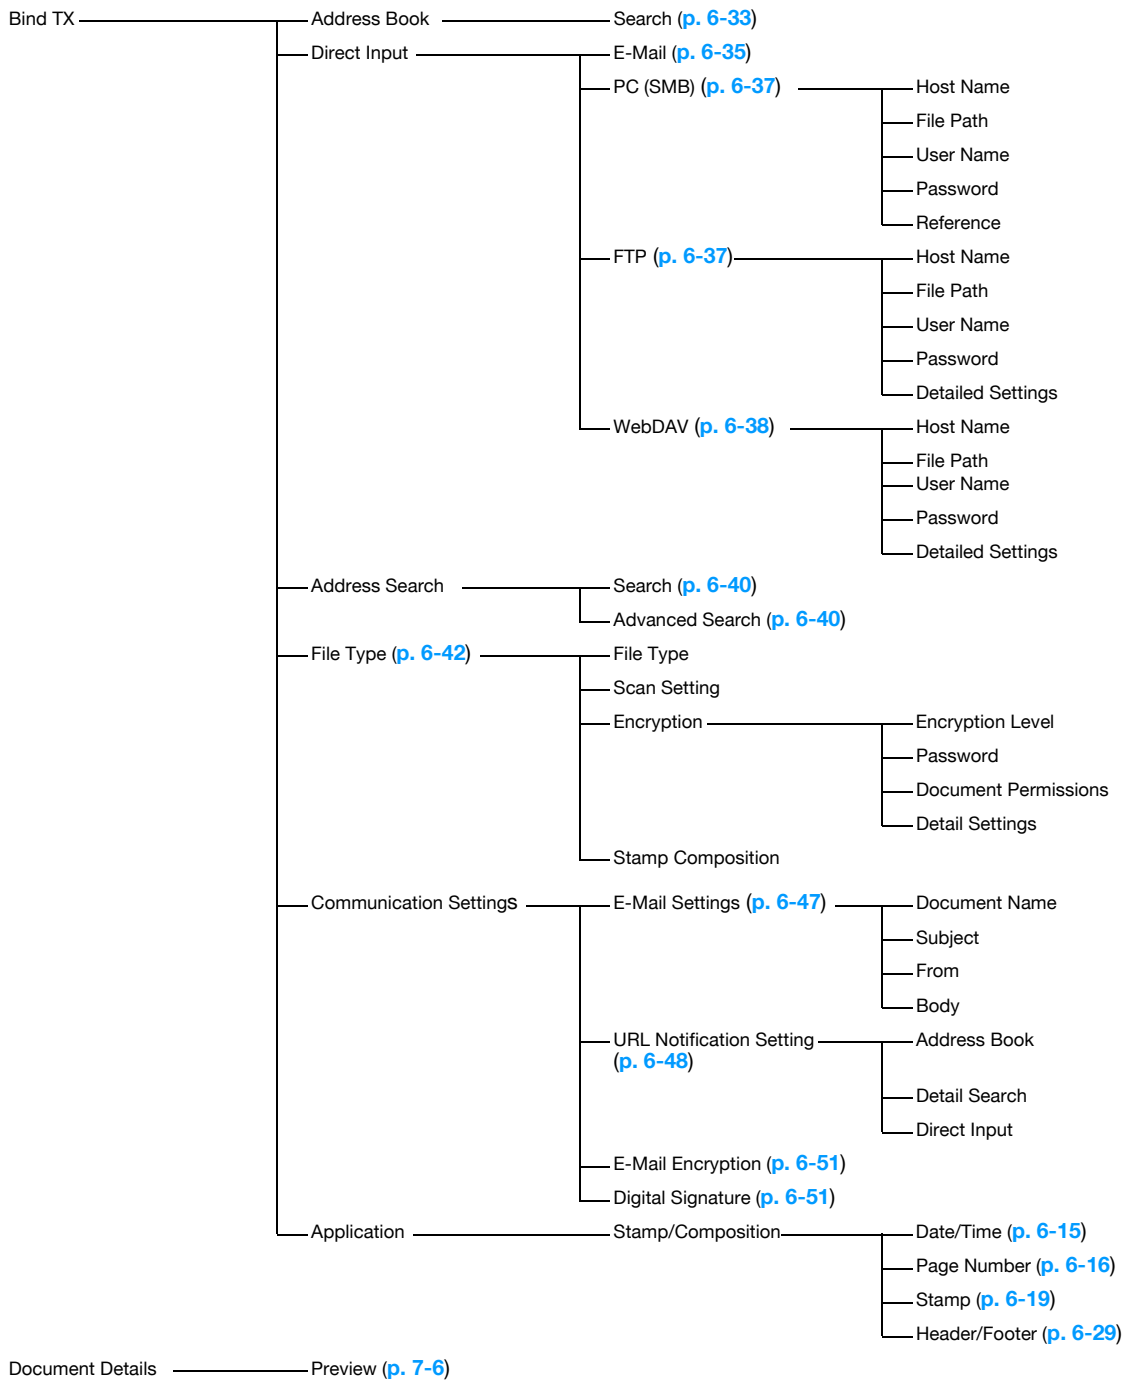 Bind TX Address Book Search (p. 6-33)
Direct Input E-Mail (p. 6-35)
PC (SMB) (p. 6-37) Host Name
File Path
User Name
Password
Reference
FTP (p. 6-37) Host Name
File Path
User Name
Password
Detailed Settings
WebDAV (p. 6-38) Host Name
File Path
User Name
Password
Detailed Settings
Address Search Search (p. 6-40)
Advanced Search (p. 6-40)
File Type (p. 6-42) File Type
Scan Setting
Encryption Encryption Level
Password
Document Permissions
Detail Settings
Stamp Composition
Communication Settings E-Mail Settings (p. 6-47) Document Name
Subject
From
Body
URL Notification Setting Address Book
(p. 6-48)
Detail Search
Direct Input
E-Mail Encryption (p. 6-51)
Digital Signature (p. 6-51)
Application Stamp/Composition Date/Time (p. 6-15)
Page Number (p. 6-16)
Stamp (p. 6-19)
Header/Footer (p. 6-29)
Document Details Preview (p. 7-6)